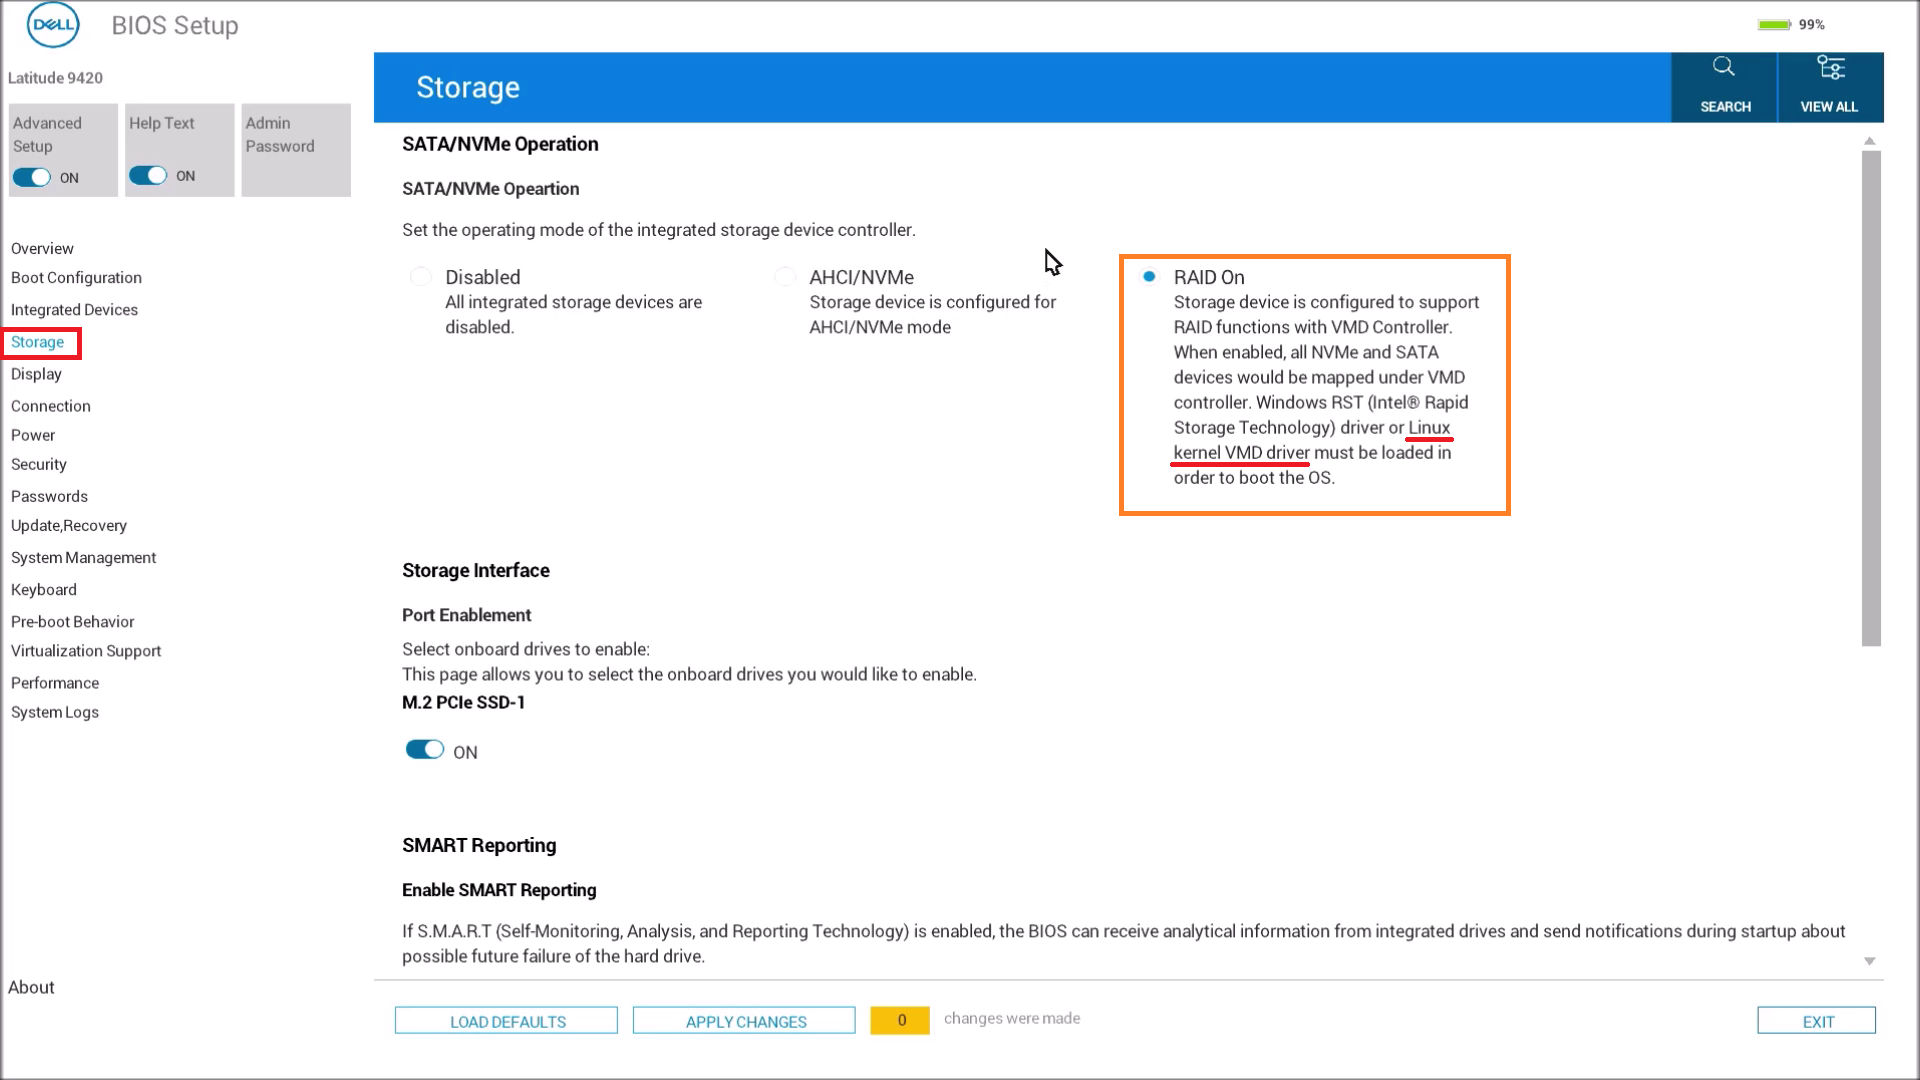 DELL
BIOS Setup
99%
Latitude 9420
Advanced
Setup
ON
Help Text
ON
Admin
Password
Overview
Boot Configuration
Integrated Devices
Storage
Display
Connection
Power
Security
Passwords
Update,Recovery
System Management
Keyboard
Pre-boot Behavior
Virtualization Support
Performance
System Logs
About
Storage
SEARCH
VIEW ALL
SATA/NVMe Operation
SATA/NVMe Opeartion
Set the operating mode of the integrated storage device controller.
Disabled
All integrated storage devices are
disabled.
AHCI/NVMe
Storage device is configured for
AHCI/NVMe mode
RAID On
Storage device is configured to support
RAID functions with VMD Controller.
When enabled, all NVMe and SATA
devices would be mapped under VMD
controller. Windows RST (Intel® Rapid
Storage Technology) driver or Linux
kernel VMD driver must be loaded in
order to boot the OS.
Storage Interface
Port Enablement
Select onboard drives to enable:
This page allows you to select the onboard drives you would like to enable.
M.2 PCIe SSD-1
ON
SMART Reporting
Enable SMART Reporting
If S.M.A.R.T (Self-Monitoring, Analysis, and Reporting Technology) is enabled, the BIOS can receive analytical information from integrated drives and send notifications during startup about
possible future failure of the hard drive.
LOAD DEFAULTS
APPLY CHANGES
0
changes were made
EXIT